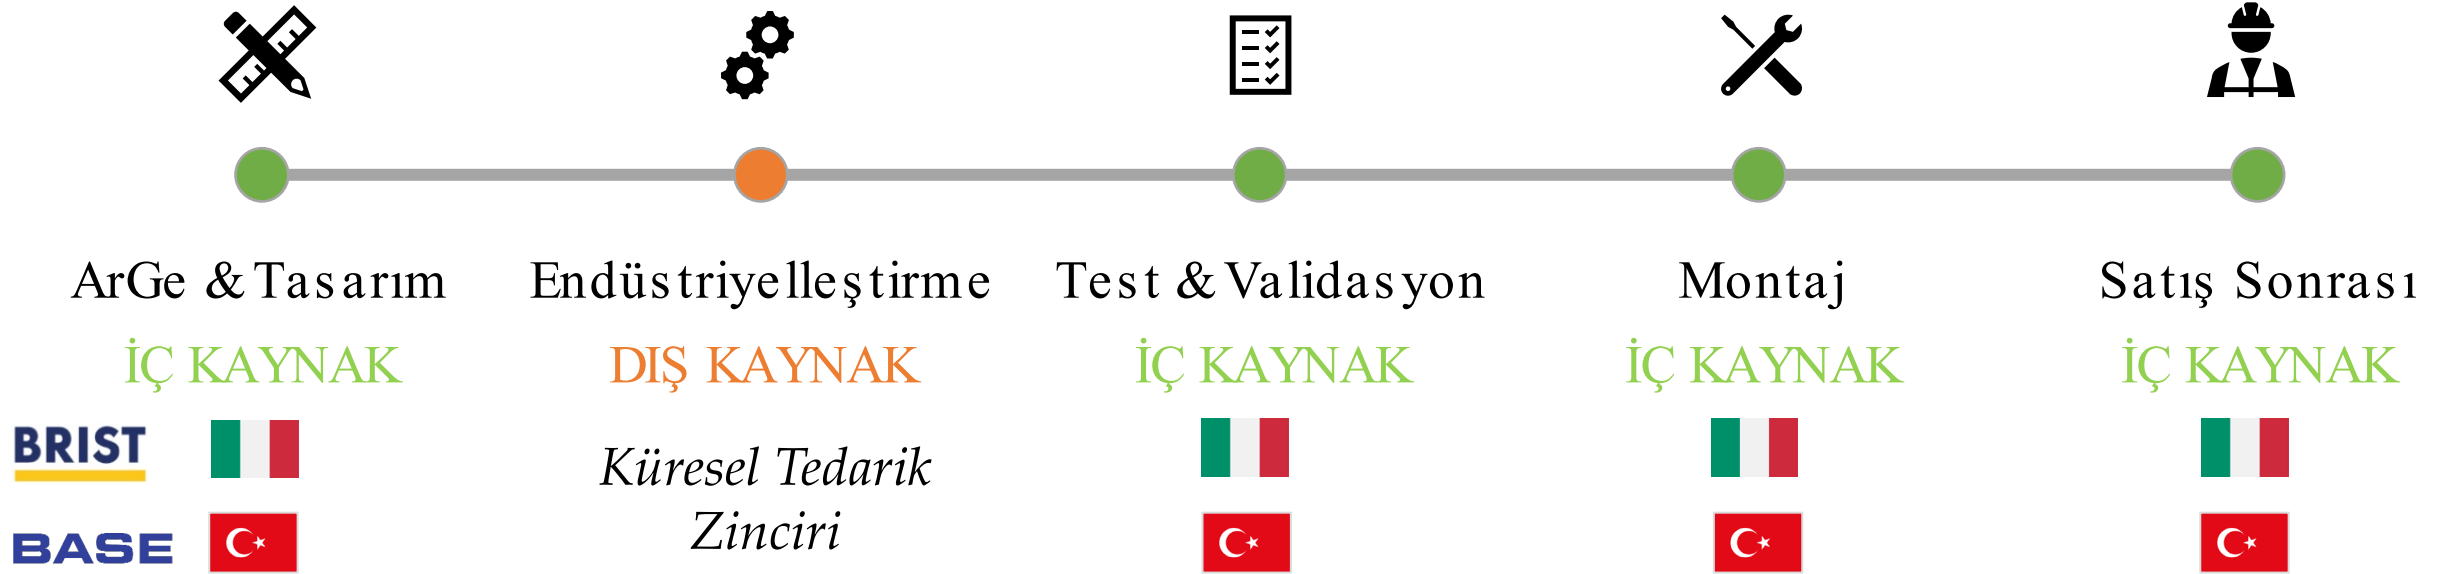 ArGe & Tasarım
Endüstriyelleştirme
Test & Validasyon
Montaj
Satış Sonrası
İÇ KAYNAK
DIŞ KAYNAK
İÇ KAYNAK
İÇ KAYNAK
İÇ KAYNAK
BRIST
Küresel Tedarik
Zinciri
BASE